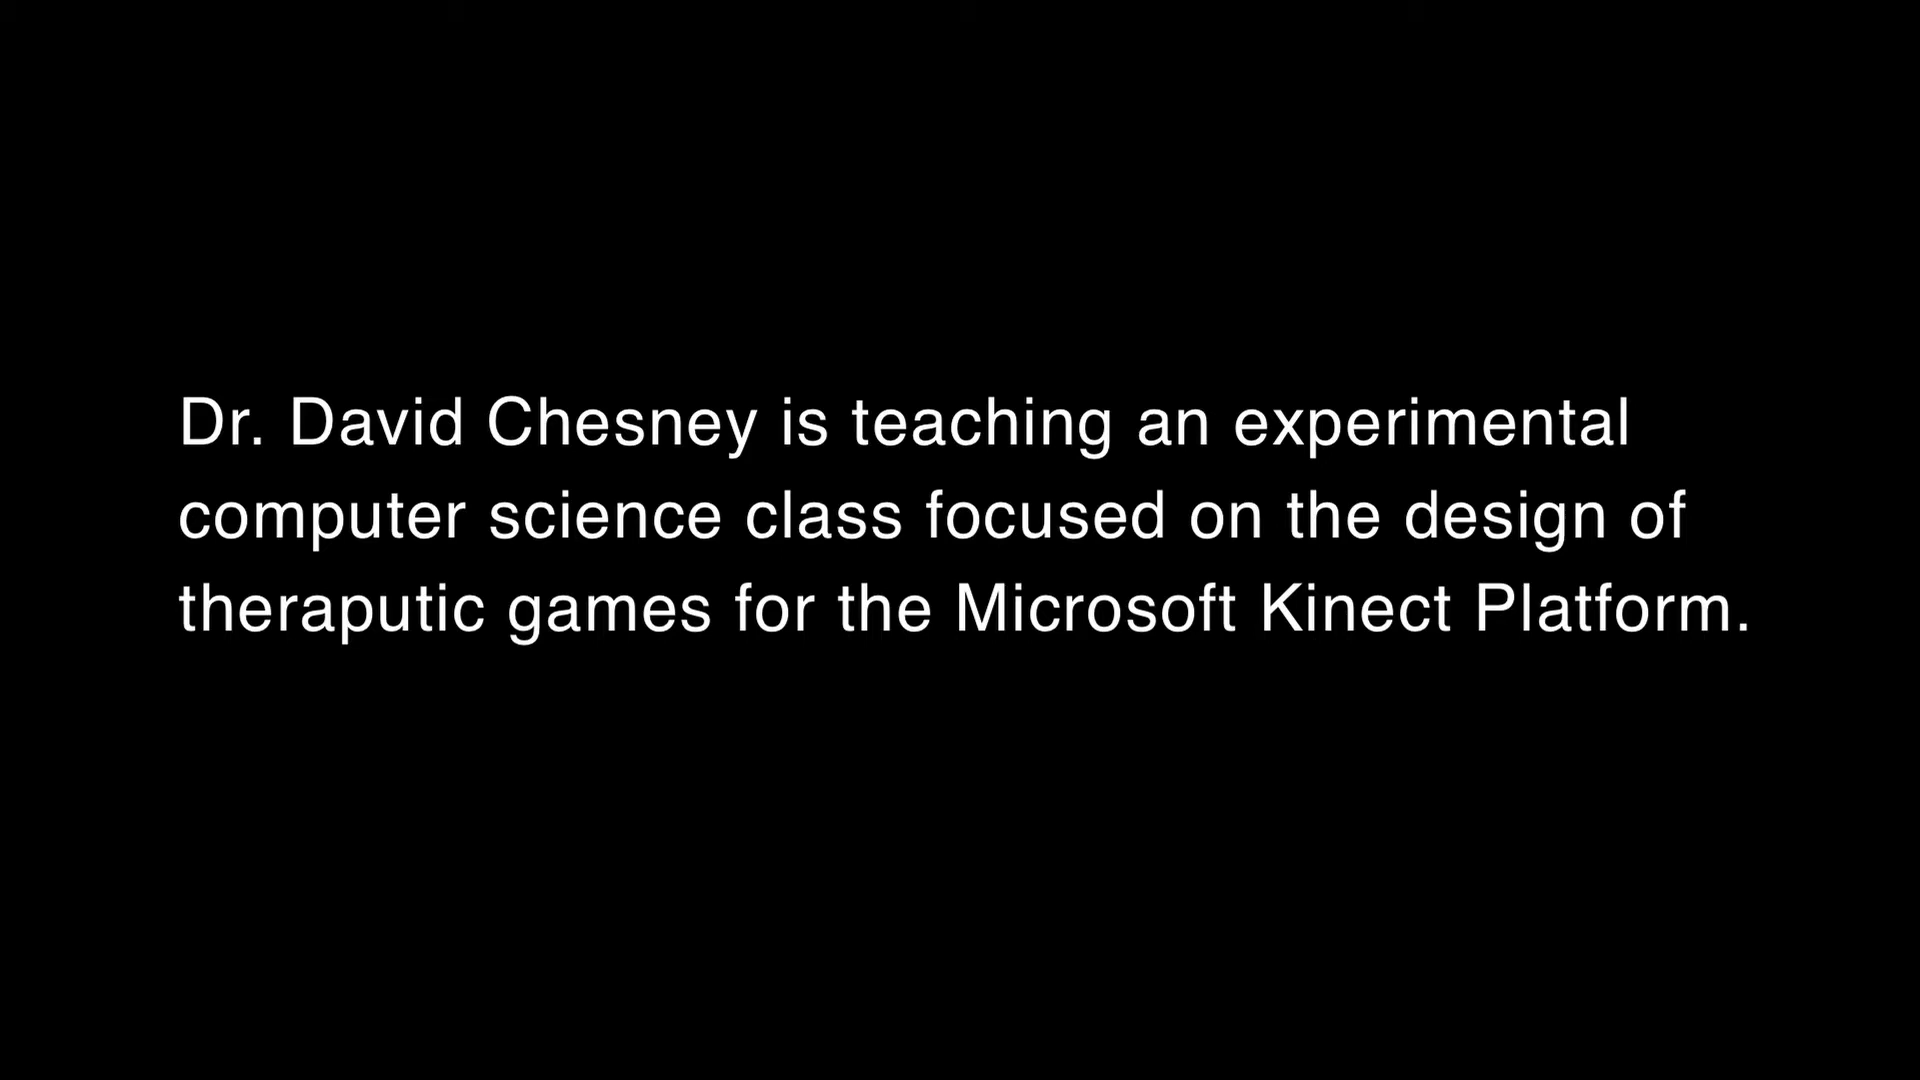 Dr. David Chesney is teaching an experimental
computer science class focused on the design of
theraputic games for the Microsoft Kinect Platform.